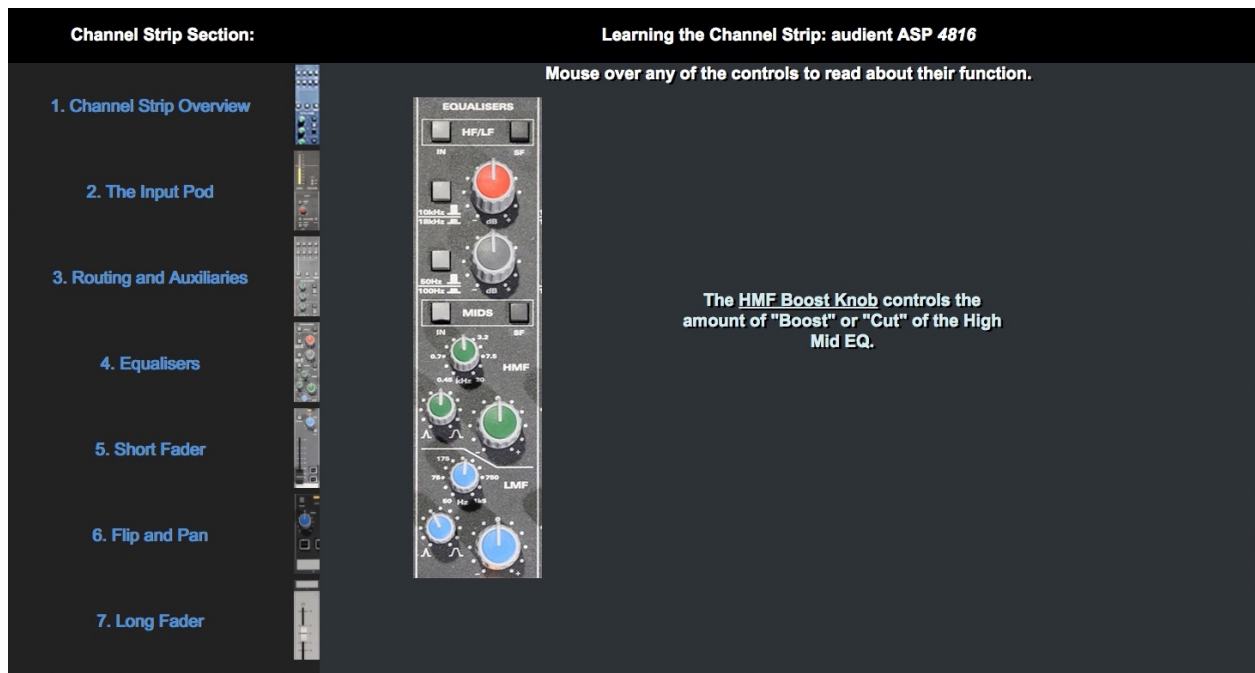 Channel Strip Section:
Learning the Channel Strip: audient ASP 4816
Mouse over any of the controls to read about their function.
1. Channel Strip Overview
2. The Input Pod
3. Routing and Auxiliaries
4. Equalisers
5. Short Fader
6. Flip and Pan
7. Long Fader
EQUALISERS
HF/LF
IN SF
10kHz
18kHz
- dB +
50Hz
100Hz
- dB +
MIDS
IN SF
3.2
0.7 7.5
HMF
0.45 kHz 20
- +
175
75 750
LMF
50 Hz 1k5
- +
The HMF Boost Knob controls the
amount of "Boost" or "Cut" of the High
Mid EQ.